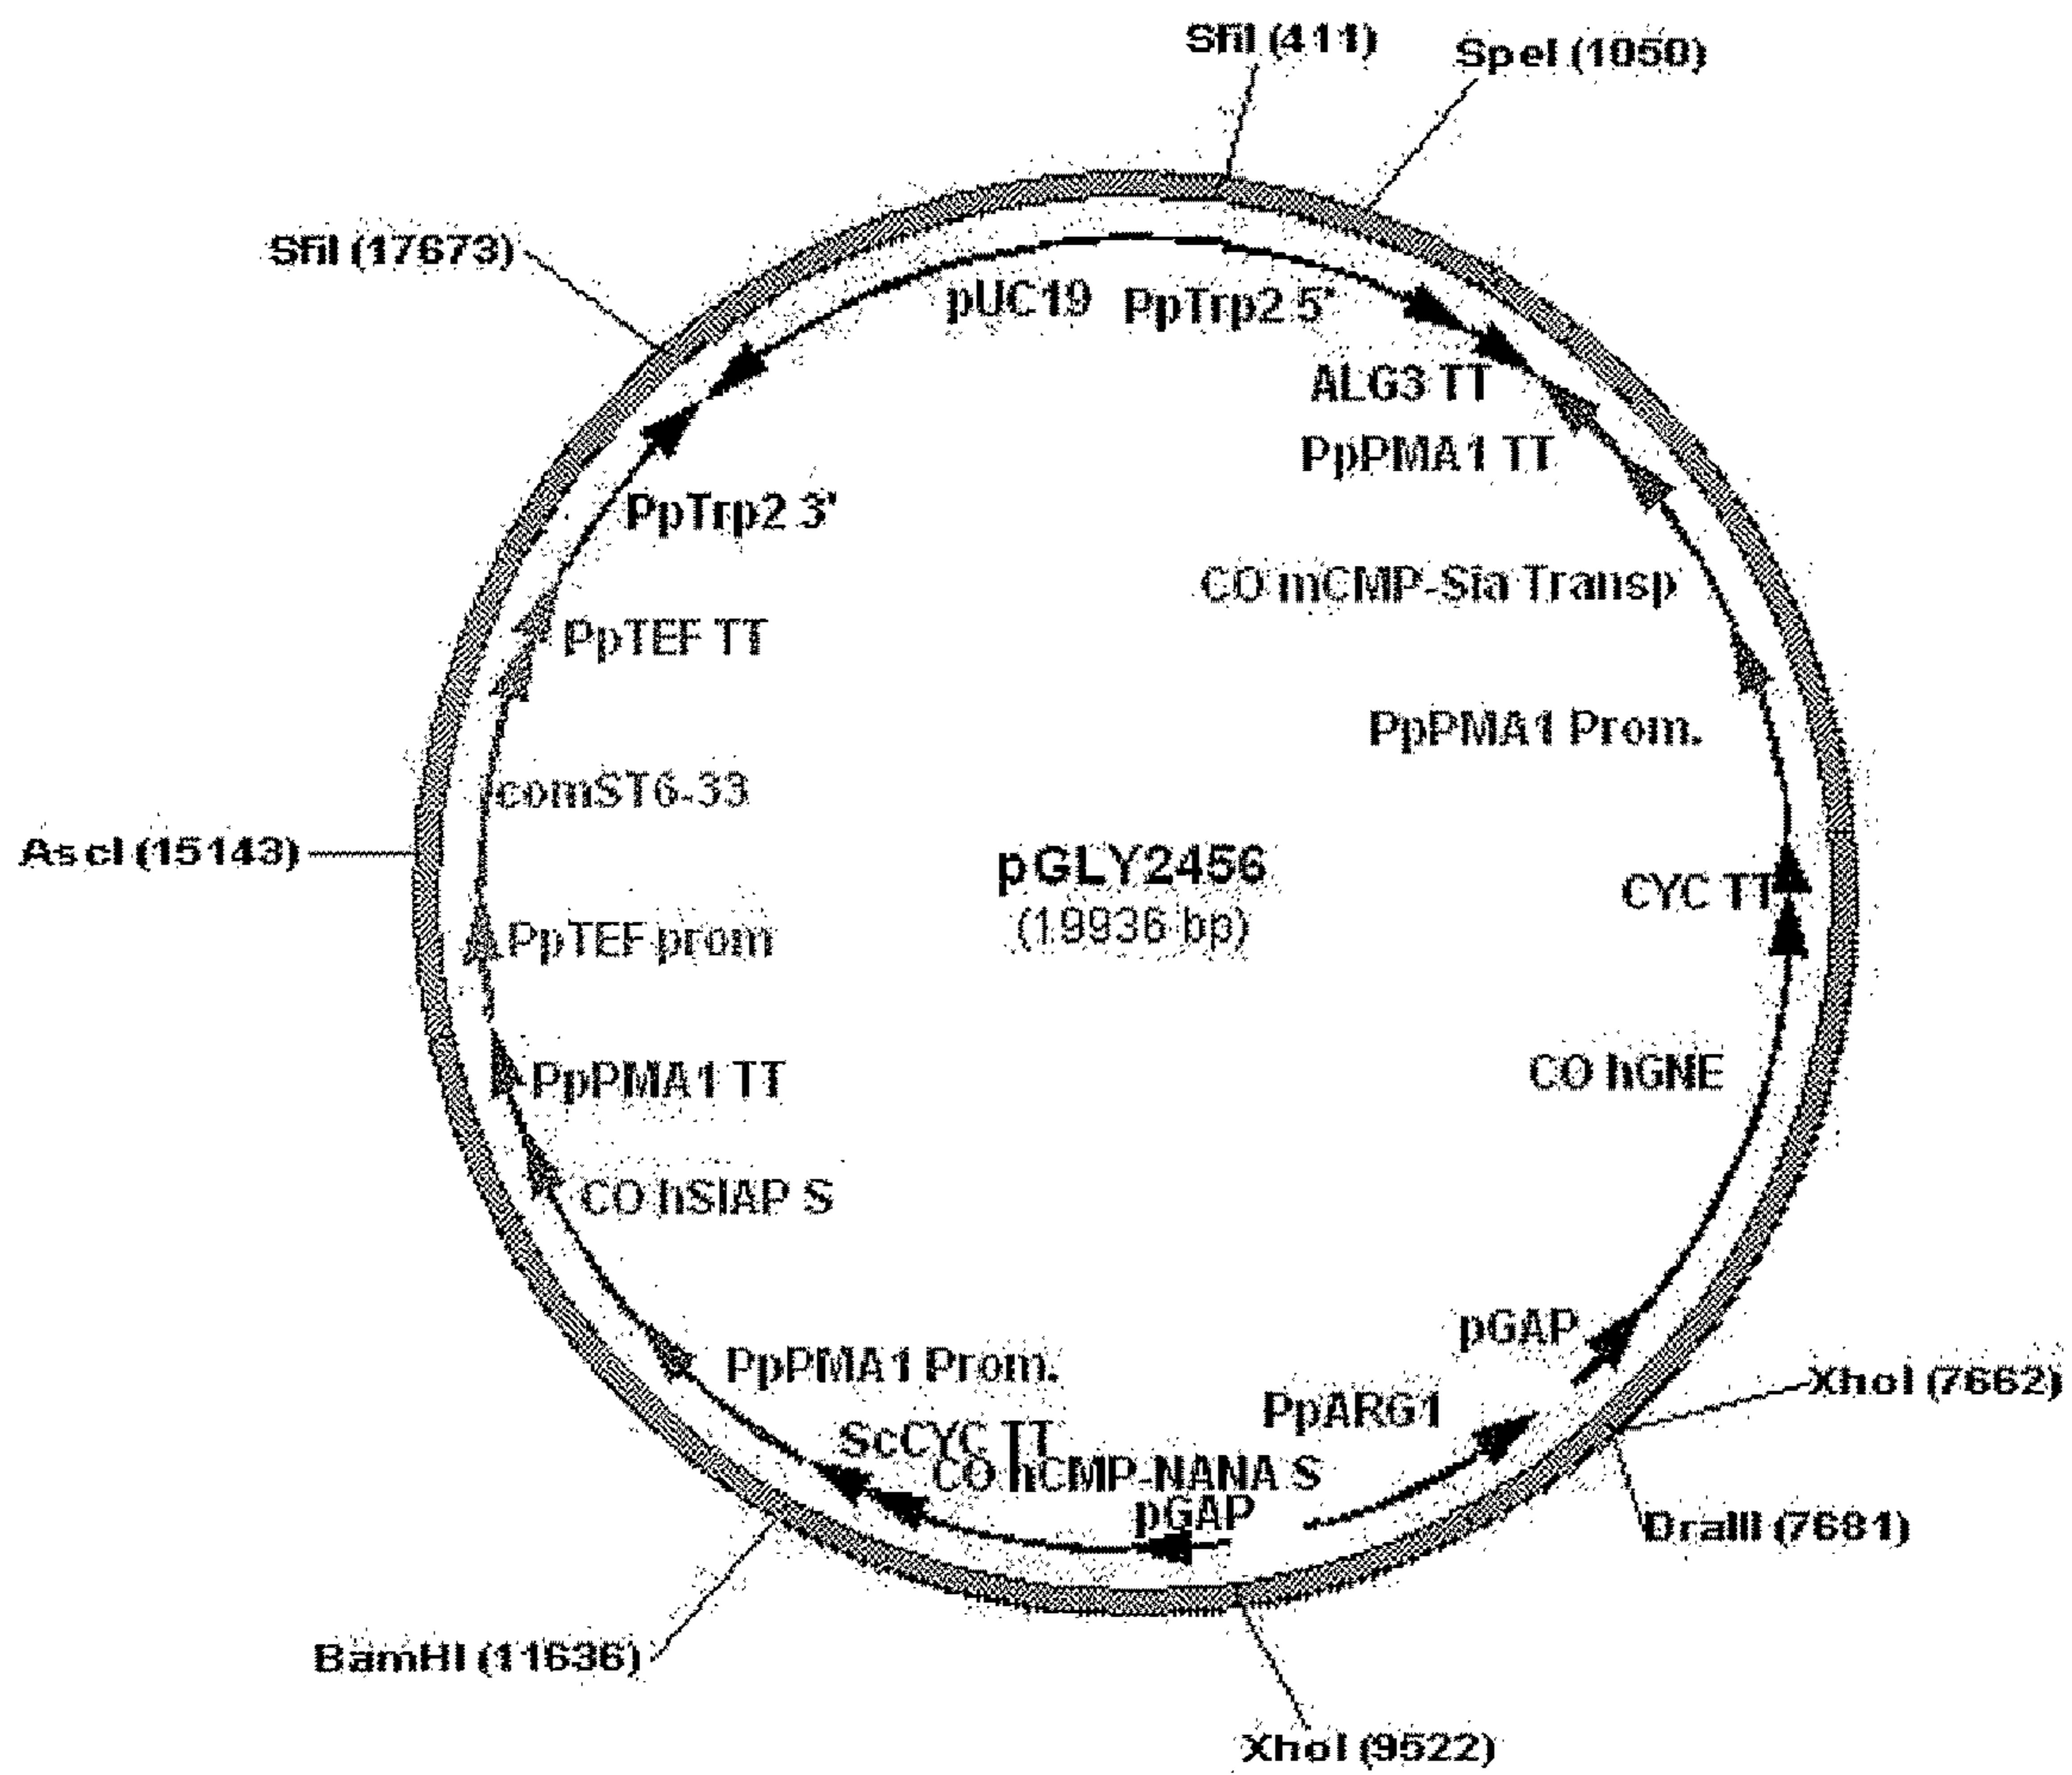 SfiI (411)
SpeI (1050)
SfiI (17673)
pUC19
PpTrp2 5'
ALG3 TT
PpPMA1 TT
PpTrp2 3'
CO mCMP-Sia Transp
PpTEF TT
PpPMA1 Prom.
comST6-33
AscI (15143)
pGLY2456
(19936 bp)
CYC TT
PpTEF prom
CO hGNE
PpPMA1 TT
CO hSIAP S
pGAP
PpPMA1 Prom.
XhoI (7662)
PpARG1
ScCYC TT
CO hCMP-NANA S
pGAP
DraIII (7681)
BamHI (11636)
XhoI (9522)